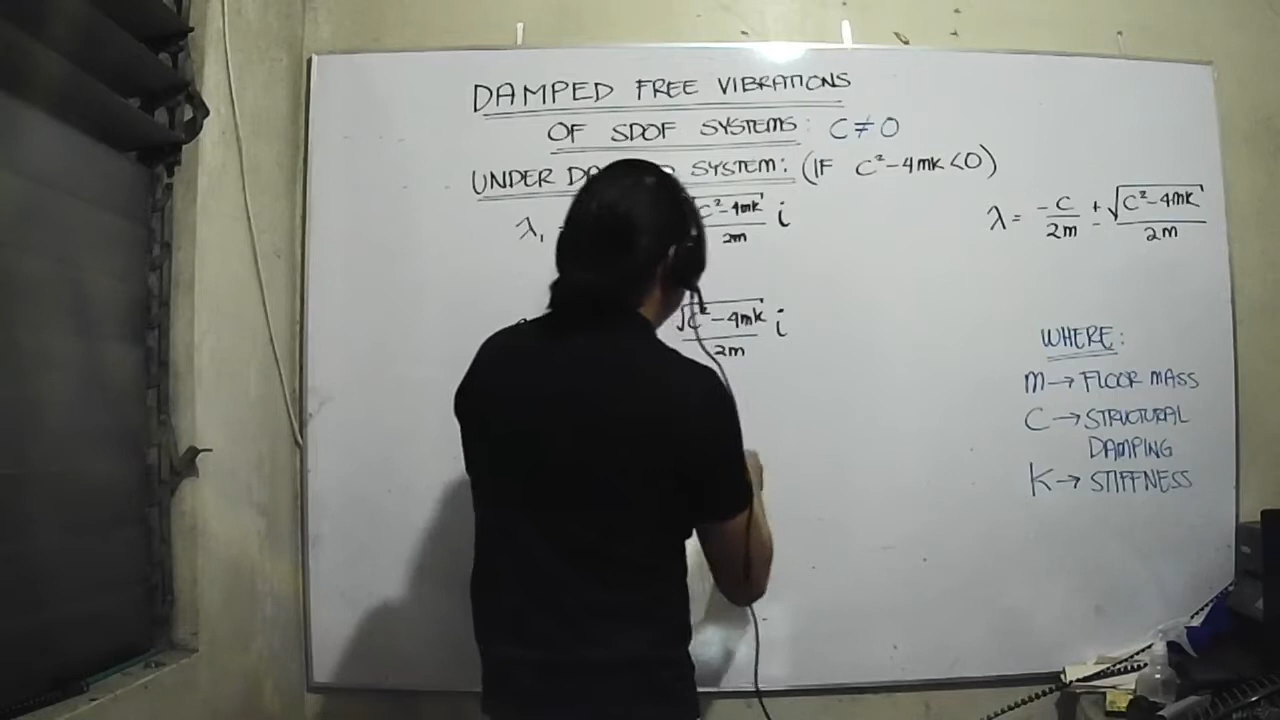 DAMPED FREE VIBRATIONS
OF SDOF SYSTEMS: C≠0
UNDER SYSTEM: (IF C²-4mk<0)
λ₁ √C²-4mk/2m i
λ = -C/2m ± √C²-4mk/2m
√C²-4mk/2m i
WHERE:
m→FLOOR MASS
C→STRUCTURAL
DAMPING
K→STIFFNESS